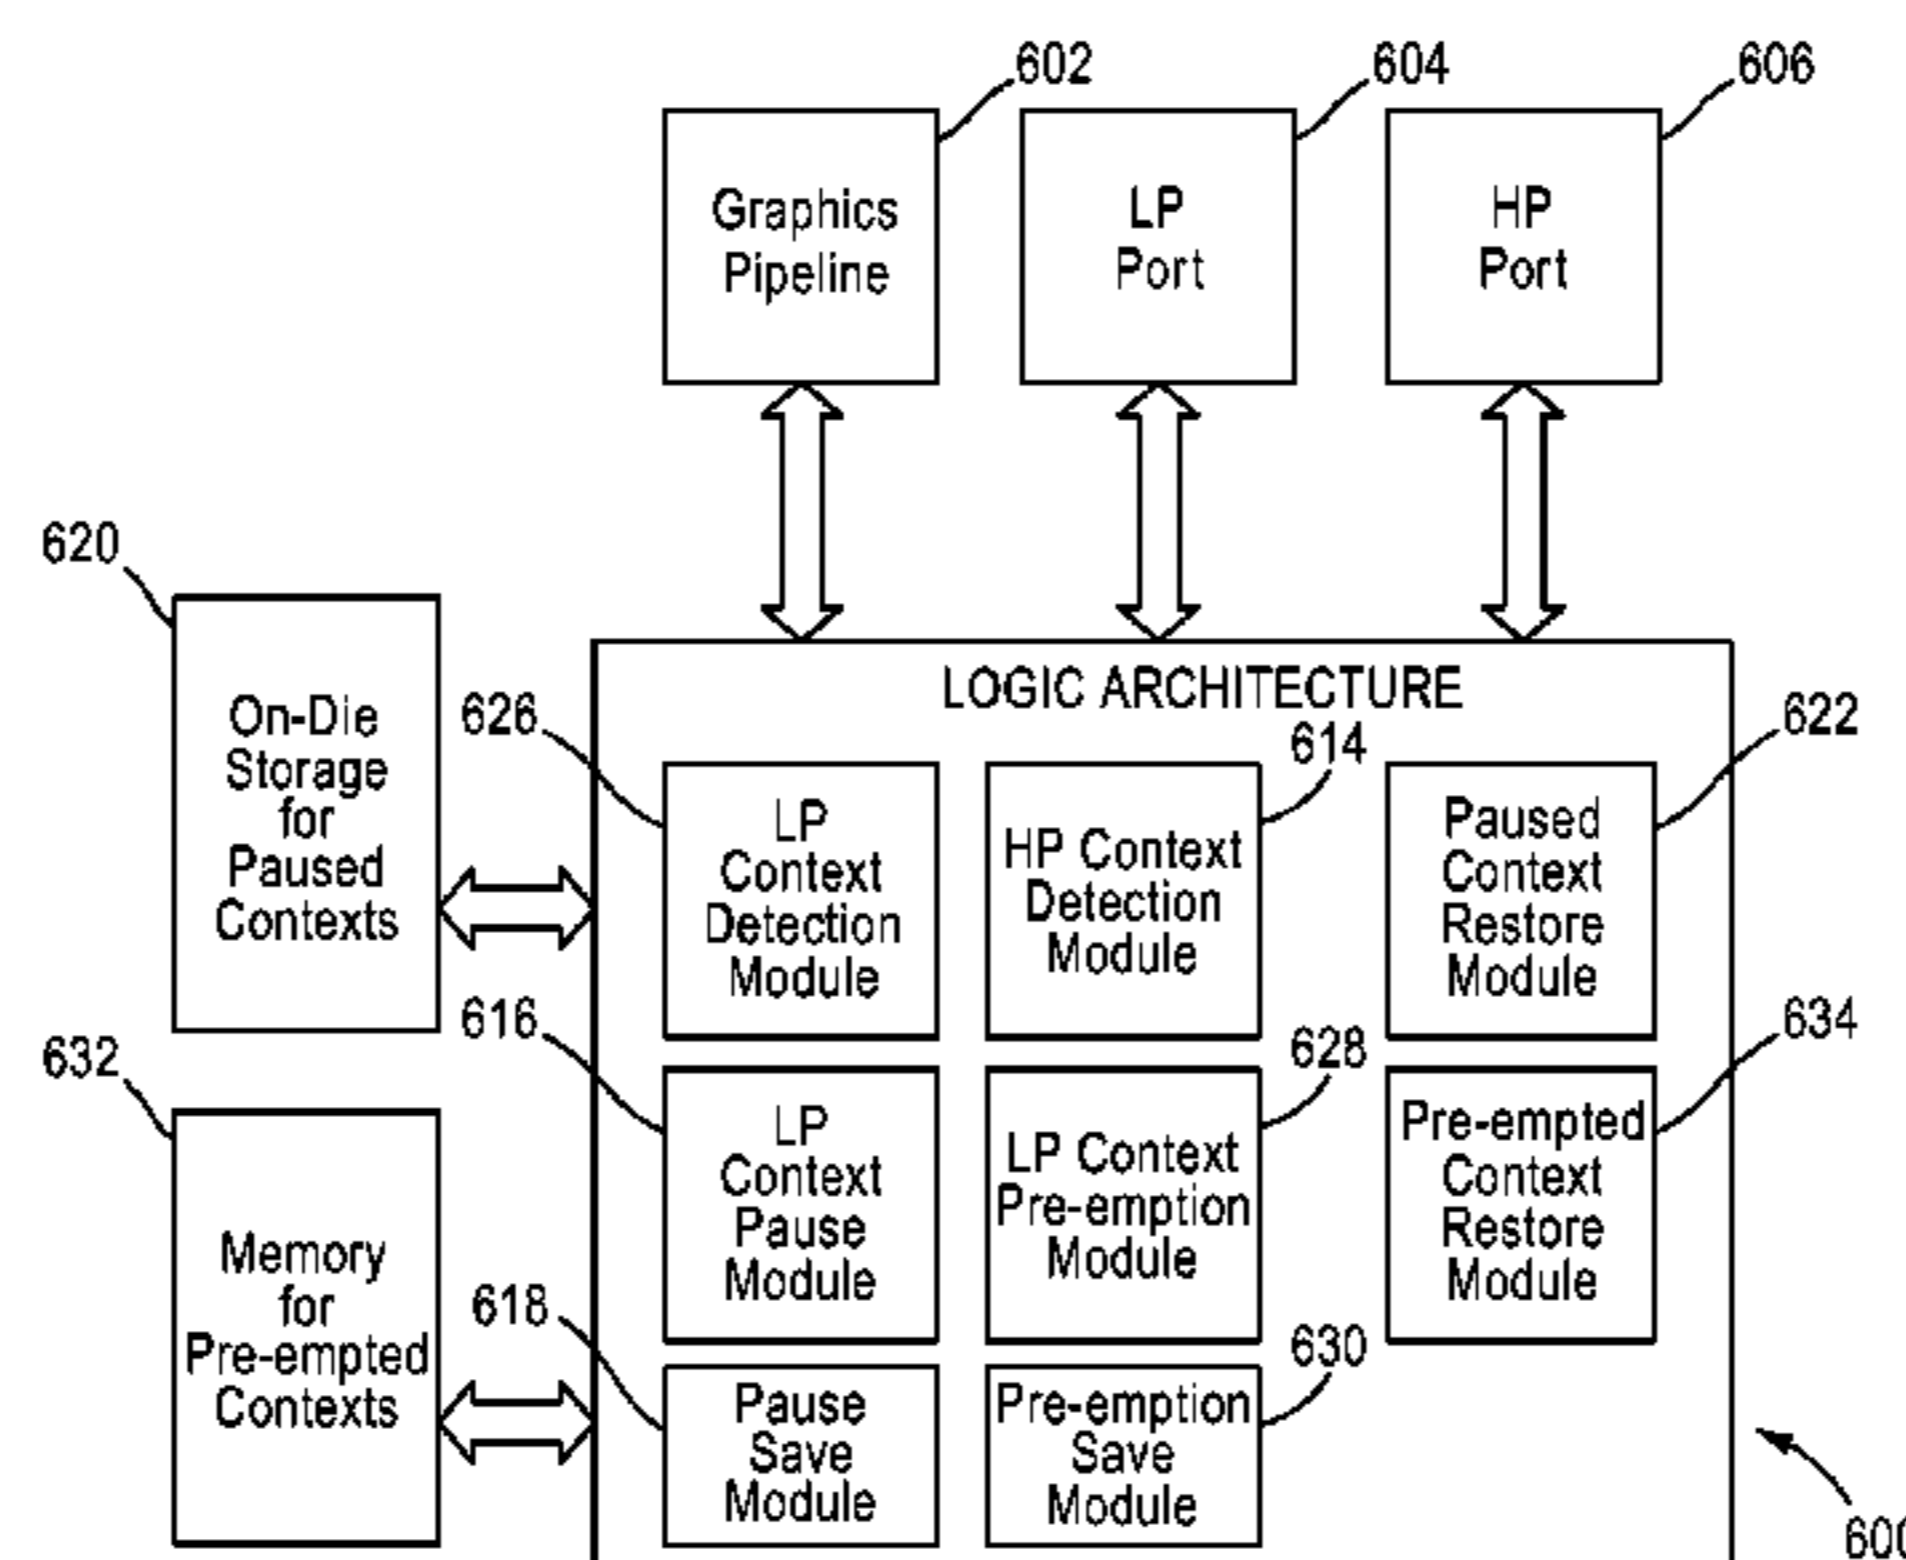 602
604
606
Graphics
Pipeline
LP
Port
HP
Port
620
On-Die
Storage
for
Paused
Contexts
632
Memory
for
Pre-empted
Contexts
LOGIC ARCHITECTURE
626
LP
Context
Detection
Module
614
HP Context
Detection
Module
622
Paused
Context
Restore
Module
616
LP
Context
Pause
Module
628
LP Context
Pre-emption
Module
634
Pre-empted
Context
Restore
Module
618
Pause
Save
Module
630
Pre-emption
Save
Module
600